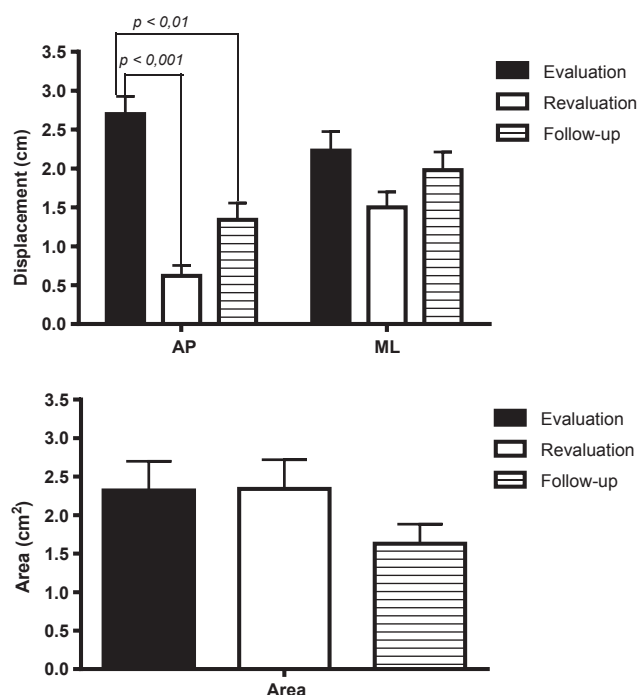 p < 0,01
p < 0,001
Displacement (cm)
3.5
3.0
2.5
2.0
1.5
1.0
0.5
0.0
AP
ML
Evaluation
Revaluation
Follow-up
Area (cm²)
3.5
3.0
2.5
2.0
1.5
1.0
0.5
0.0
Area
Evaluation
Revaluation
Follow-up